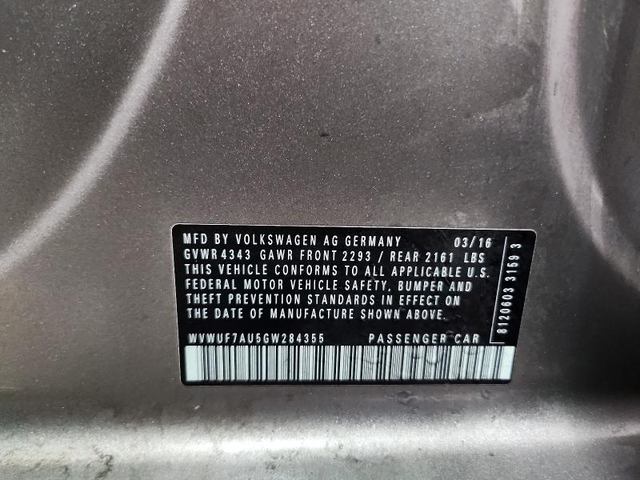 MFD BY VOLKSWAGEN AG GERMANY 03/16
GVWR 4343 GAWR FRONT 2293 / REAR 2161 LBS
THIS VEHICLE CONFORMS TO ALL APPLICABLE U.S.
FEDERAL MOTOR VEHICLE SAFETY, BUMPER AND
THEFT PREVENTION STANDARDS IN EFFECT ON
THE DATE OF MANUFACTURE SHOWN ABOVE.
WVWUF7AU5GW284355 PASSENGER CAR
8120603 3159 3